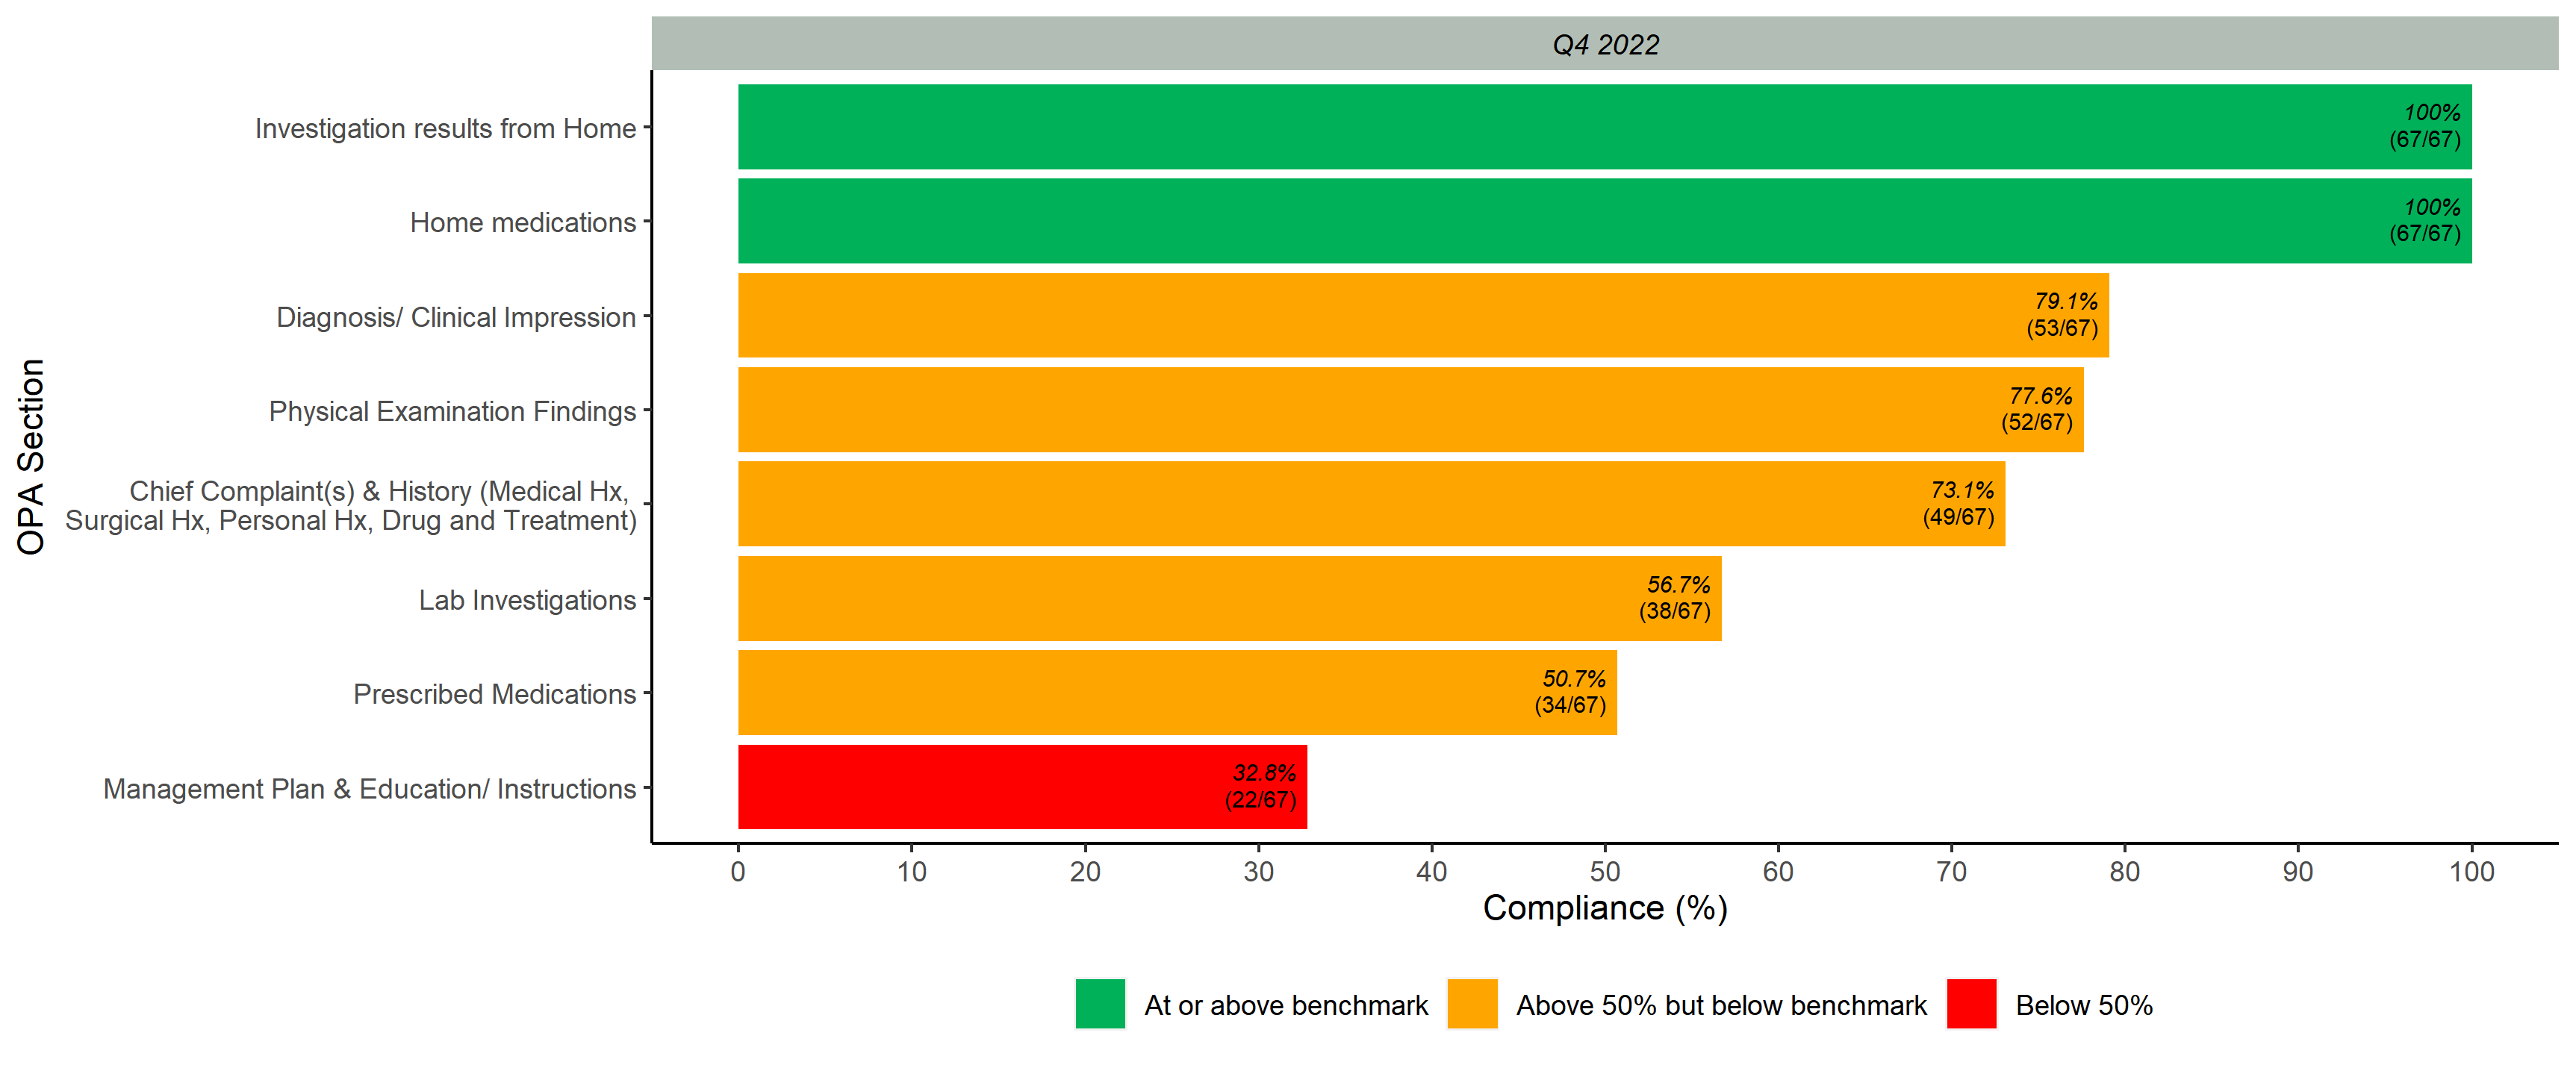 Q4 2022
OPA Section
Investigation results from Home
100%
(67/67)
Home medications
100%
(67/67)
Diagnosis/ Clinical Impression
79.1%
(53/67)
Physical Examination Findings
77.6%
(52/67)
Chief Complaint(s) & History (Medical Hx,
Surgical Hx, Personal Hx, Drug and Treatment)
73.1%
(49/67)
Lab Investigations
56.7%
(38/67)
Prescribed Medications
50.7%
(34/67)
Management Plan & Education/ Instructions
32.8%
(22/67)
0 10 20 30 40 50 60 70 80 90 100
Compliance (%)
At or above benchmark Above 50% but below benchmark Below 50%